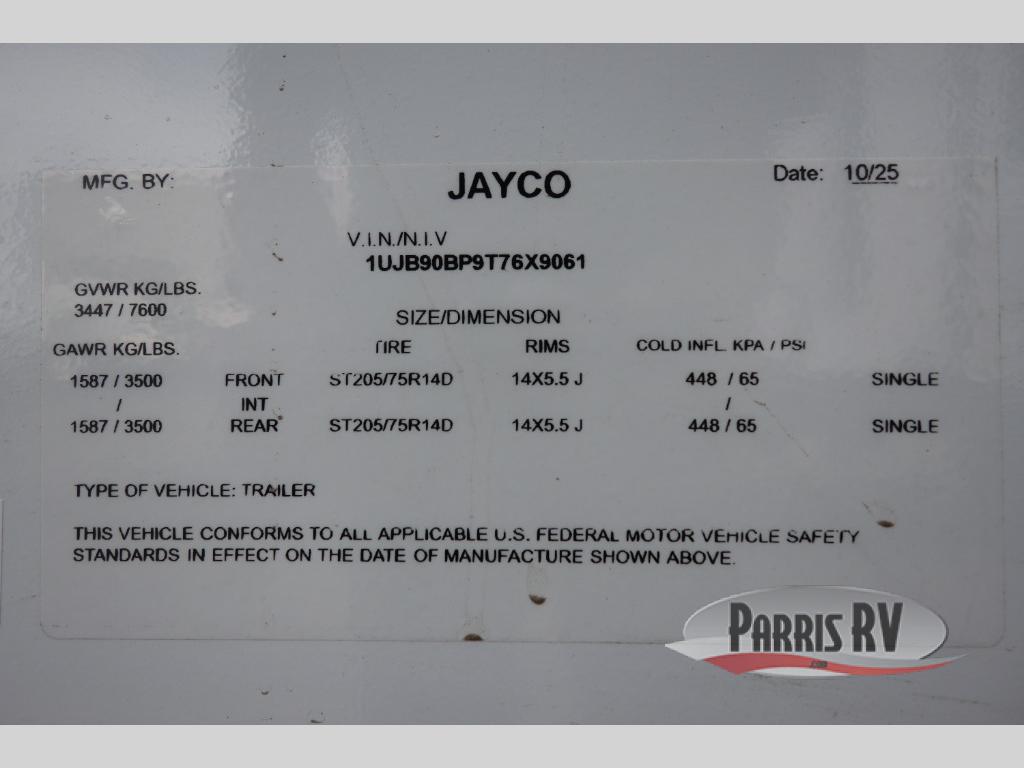 MFG. BY: JAYCO Date: 10/25
V.I.N./N.I.V
1UJB90BP9T76X9061
GVWR KG/LBS.
3447 / 7600
SIZE/DIMENSION
GAWR KG/LBS. TIRE RIMS COLD INFL. KPA / PSI
1587 / 3500 FRONT ST205/75R14D 14X5.5 J 448 / 65 SINGLE
/ INT /
1587 / 3500 REAR ST205/75R14D 14X5.5 J 448 / 65 SINGLE
TYPE OF VEHICLE: TRAILER
THIS VEHICLE CONFORMS TO ALL APPLICABLE U.S. FEDERAL MOTOR VEHICLE SAFETY
STANDARDS IN EFFECT ON THE DATE OF MANUFACTURE SHOWN ABOVE.
PARRIS RV
.com